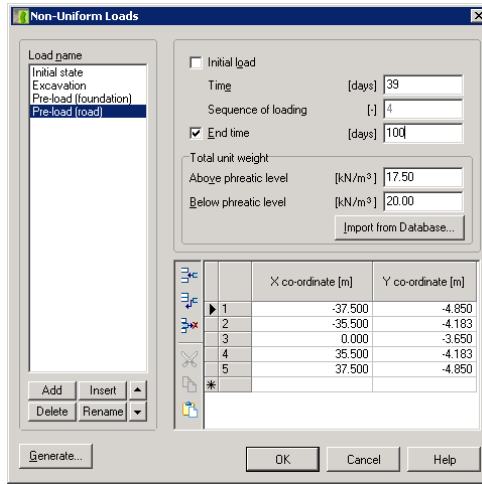 Non-Uniform Loads
Load name
Initial state
Excavation
Pre-load (foundation)
Pre-load (road)
Add Insert
Delete Rename
Initial load
Time [days] 39
Sequence of loading [-] 4
End time [days] 100
Total unit weight
Above phreatic level [kN/m³] 17.50
Below phreatic level [kN/m³] 20.00
Import from Database...
X co-ordinate [m] Y co-ordinate [m]
1 -37.500 -4.850
2 -35.500 -4.183
3 0.000 -3.650
4 35.500 -4.183
5 37.500 -4.850
Generate... OK Cancel Help